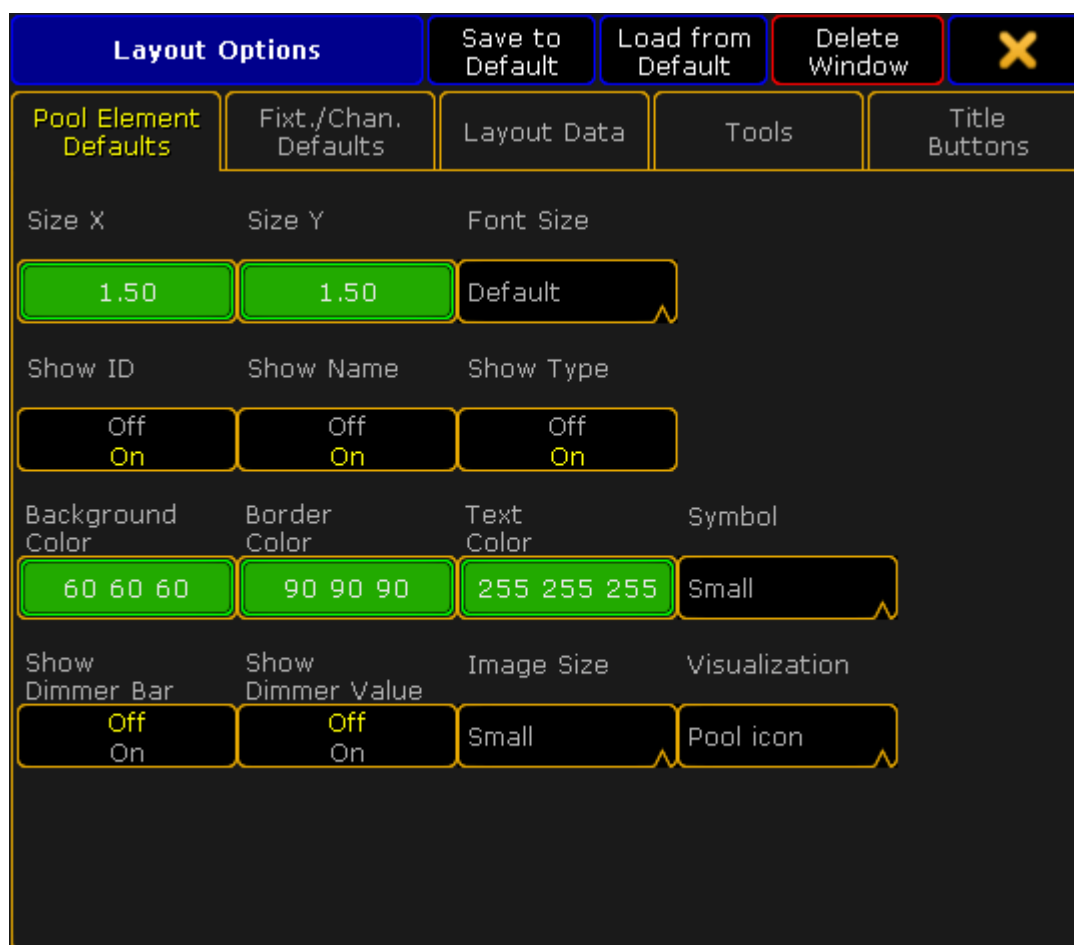 Layout Options
Save to
Default
Load from
Default
Delete
Window
Pool Element
Defaults
Fixt./Chan.
Defaults
Layout Data
Tools
Title
Buttons
Size X
Size Y
Font Size
1.50
1.50
Default
Show ID
Show Name
Show Type
Off
On
Off
On
Off
On
Background
Color
Border
Color
Text
Color
Symbol
60 60 60
90 90 90
255 255 255
Small
Show
Dimmer Bar
Show
Dimmer Value
Image Size
Visualization
Off
On
Off
On
Small
Pool icon